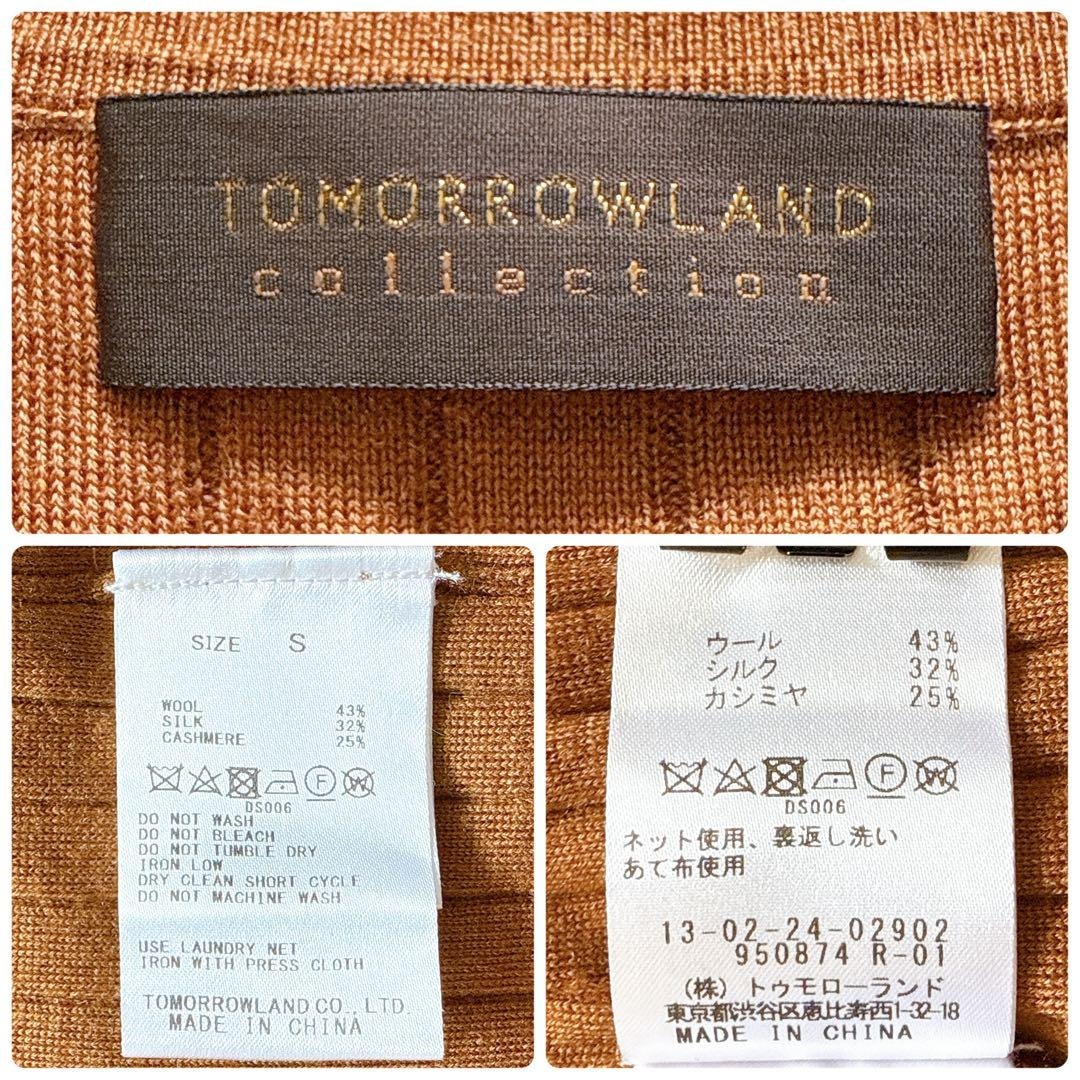 TOMORROWLAND
collection
SIZE S
WOOL 43%
SILK 32%
CASHMERE 25%
DS006
DO NOT WASH
DO NOT BLEACH
DO NOT TUMBLE DRY
IRON LOW
DRY CLEAN SHORT CYCLE
DO NOT MACHINE WASH
USE LAUNDRY NET
IRON WITH PRESS CLOTH
TOMORROWLAND CO., LTD.
MADE IN CHINA
ウール 43%
シルク 32%
カシミヤ 25%
F W
DS006
ネット使用、裏返し洗い
あて布使用
13-02-24-02902
950874 R-01
(株) トゥモローランド
東京都渋谷区恵比寿西1-32-18
MADE IN CHINA